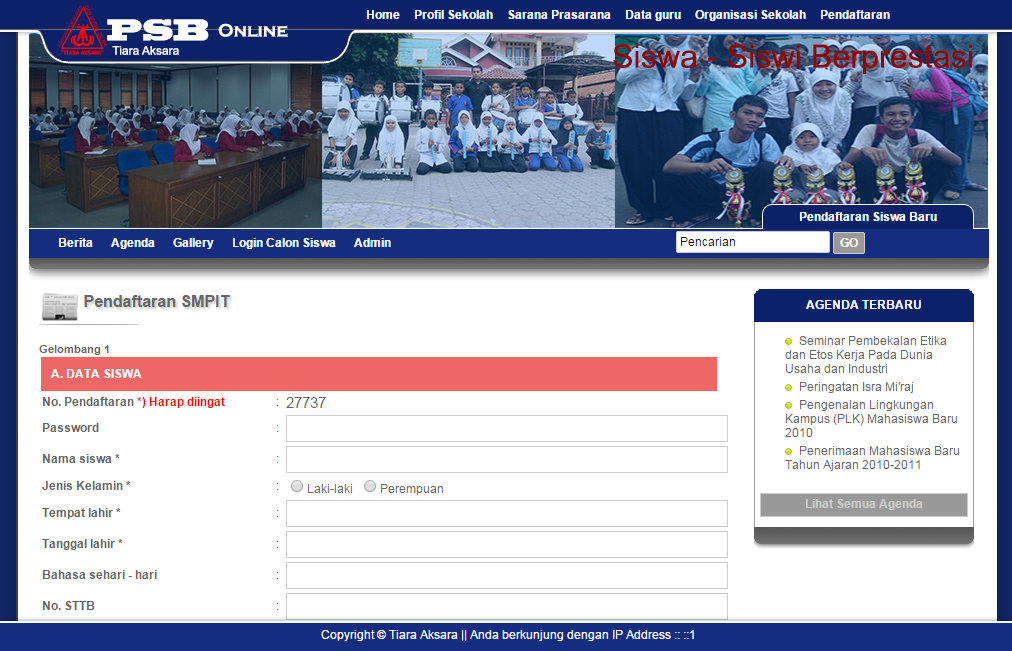 Home Profil Sekolah Sarana Prasarana Data guru Organisasi Sekolah Pendaftaran
PSB ONLINE
Tiara Aksara
TIARA AKSARA
Siswa - Siswi Berprestasi
Pendaftaran Siswa Baru
Berita Agenda Gallery Login Calon Siswa Admin
Pencarian GO
Pendaftaran SMPIT
Gelombang 1
A. DATA SISWA
No. Pendaftaran *) Harap diingat : 27737
Password :
Nama siswa * :
Jenis Kelamin * : Laki-laki Perempuan
Tempat lahir * :
Tanggal lahir * :
Bahasa sehari - hari :
No. STTB :
AGENDA TERBARU
Seminar Pembekalan Etika
dan Etos Kerja Pada Dunia
Usaha dan Industri
Peringatan Isra Mi'raj
Pengenalan Lingkungan
Kampus (PLK) Mahasiswa Baru
2010
Penerimaan Mahasiswa Baru
Tahun Ajaran 2010-2011
Lihat Semua Agenda
Copyright © Tiara Aksara || Anda berkunjung dengan IP Address :: ::1